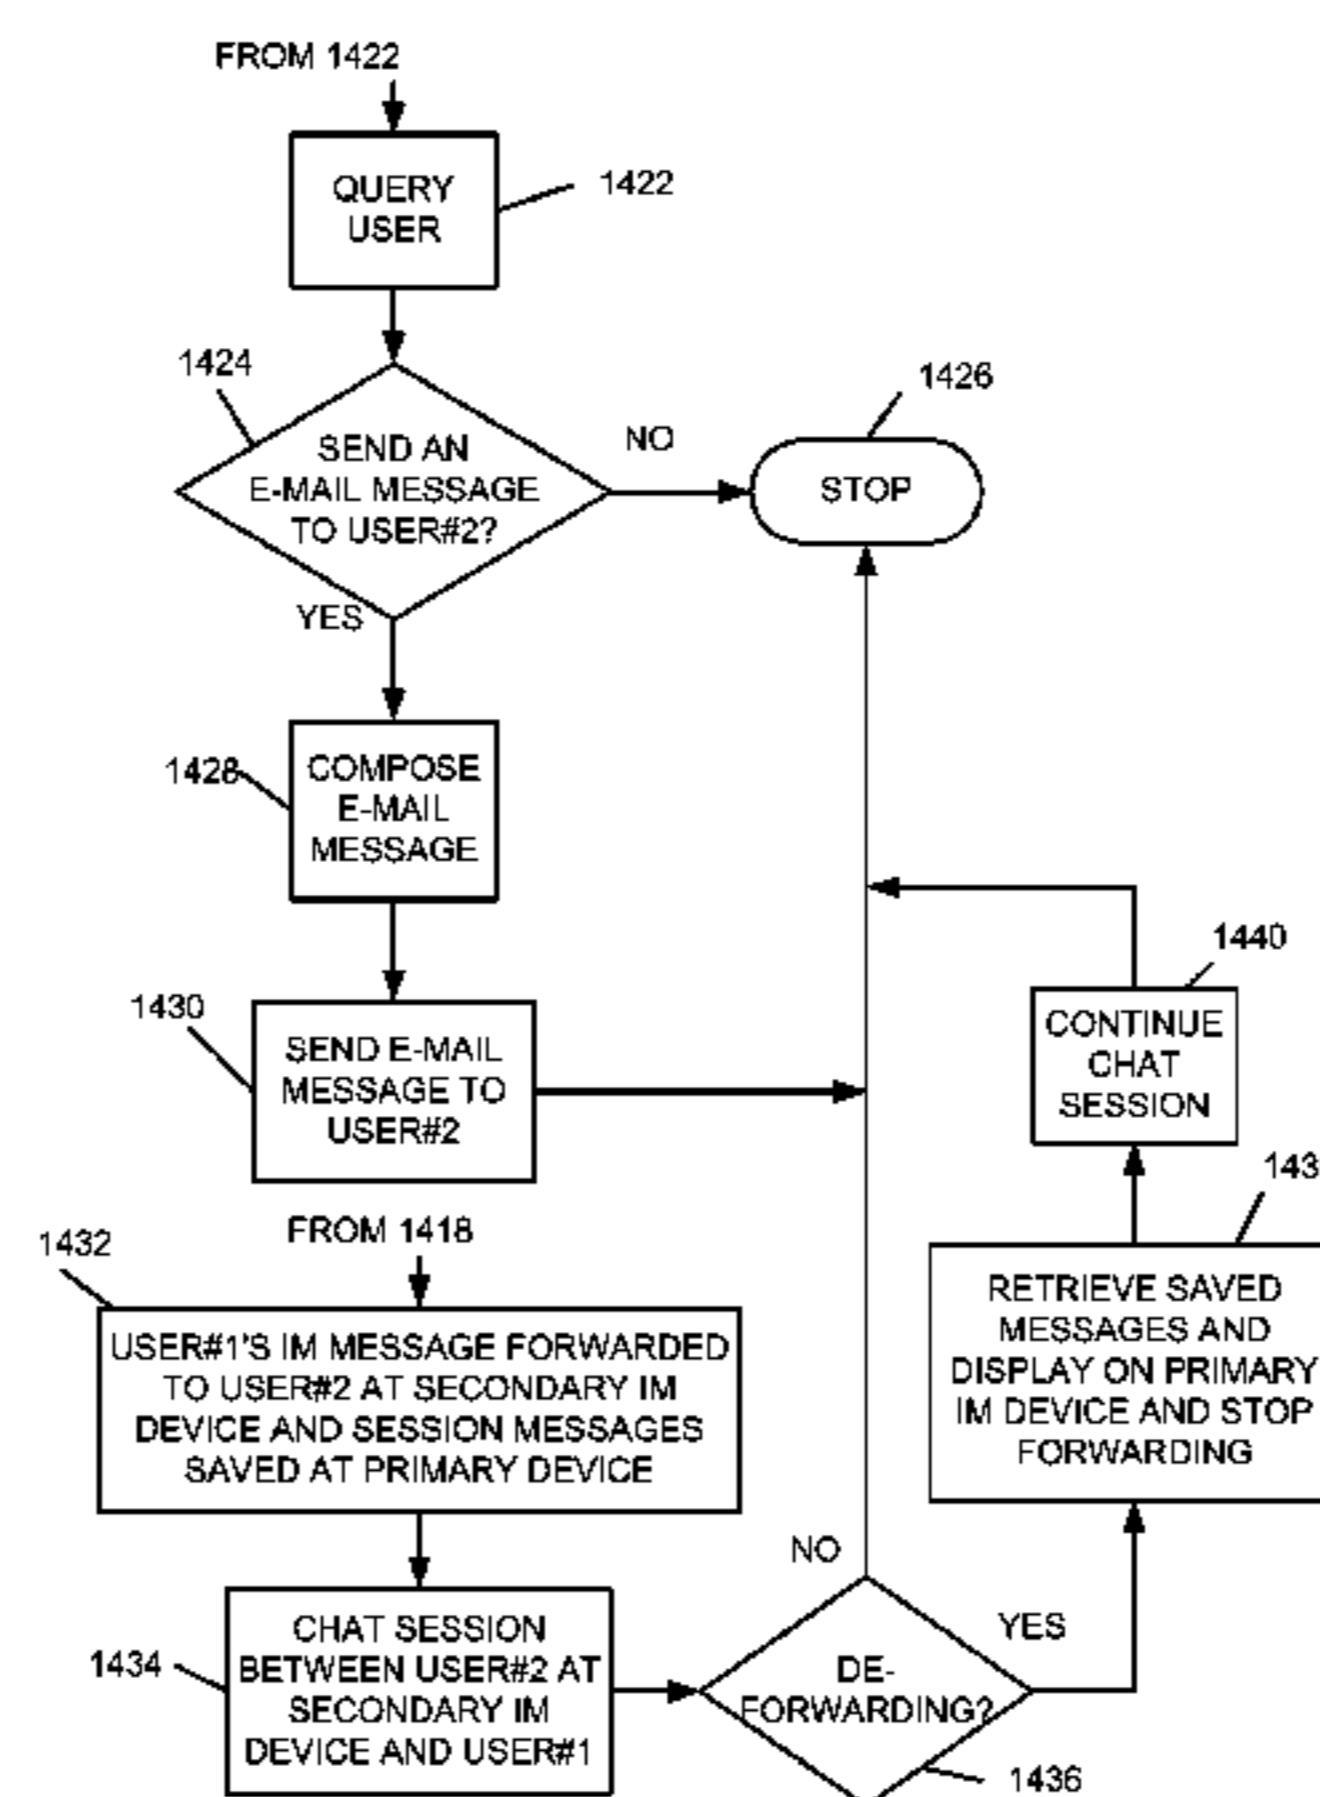 FROM 1422
QUERY
USER
1422
1424
SEND AN
E-MAIL MESSAGE
TO USER#2?
NO
1426
STOP
YES
1428
COMPOSE
E-MAIL
MESSAGE
1430
SEND E-MAIL
MESSAGE TO
USER#2
1440
CONTINUE
CHAT
SESSION
143
RETRIEVE SAVED
MESSAGES AND
DISPLAY ON PRIMARY
IM DEVICE AND STOP
FORWARDING
FROM 1418
1432
USER#1'S IM MESSAGE FORWARDED
TO USER#2 AT SECONDARY IM
DEVICE AND SESSION MESSAGES
SAVED AT PRIMARY DEVICE
1434
CHAT SESSION
BETWEEN USER#2 AT
SECONDARY IM
DEVICE AND USER#1
NO
YES
DE-
FORWARDING?
1436